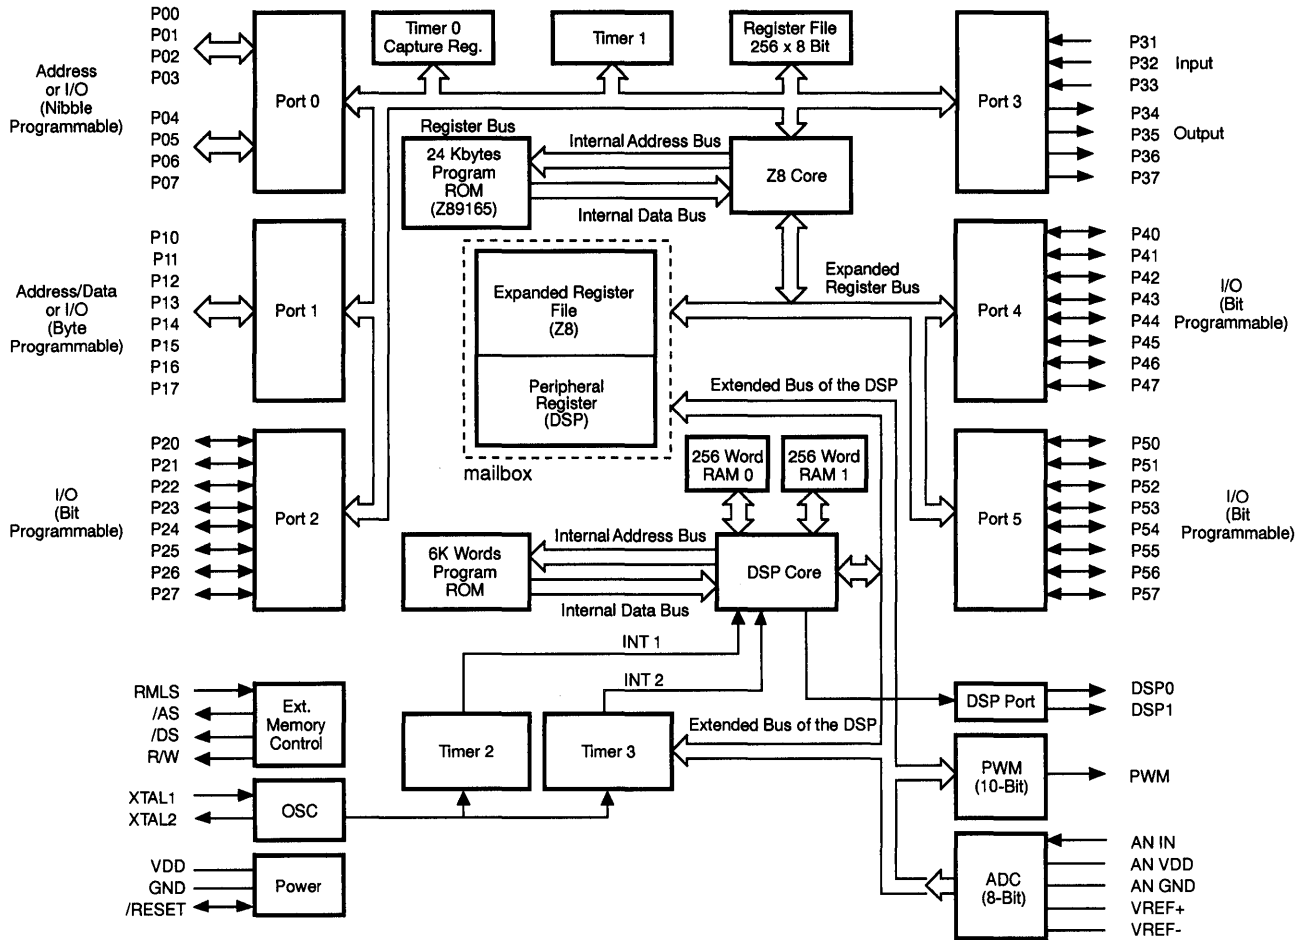 P00
P01
P02
P03
Address
or I/O
(Nibble
Programmable)
P04
P05
P06
P07
Port 0
Timer 0
Capture Reg.
Timer 1
Register File
256 x 8 Bit
Port 3
P31
P32
P33
Input
P34
P35
P36
P37
Output
Register Bus
24 Kbytes
Program
ROM
(Z89165)
Internal Address Bus
Internal Data Bus
Z8 Core
P10
P11
P12
P13
P14
P15
P16
P17
Address/Data
or I/O
(Byte
Programmable)
Port 1
Expanded Register
File
(Z8)
Peripheral
Register
(DSP)
mailbox
Expanded
Register Bus
Extended Bus of the DSP
Port 4
P40
P41
P42
P43
P44
P45
P46
P47
I/O
(Bit
Programmable)
P20
P21
P22
P23
P24
P25
P26
P27
I/O
(Bit
Programmable)
Port 2
256 Word
RAM 0
256 Word
RAM 1
6K Words
Program
ROM
Internal Address Bus
Internal Data Bus
DSP Core
Port 5
P50
P51
P52
P53
P54
P55
P56
P57
I/O
(Bit
Programmable)
INT 1
INT 2
RMLS
/AS
/DS
R/W
Ext.
Memory
Control
Timer 2
Timer 3
Extended Bus of the DSP
DSP Port
DSP0
DSP1
PWM
(10-Bit)
PWM
XTAL1
XTAL2
OSC
VDD
GND
/RESET
Power
ADC
(8-Bit)
AN IN
AN VDD
AN GND
VREF+
VREF-